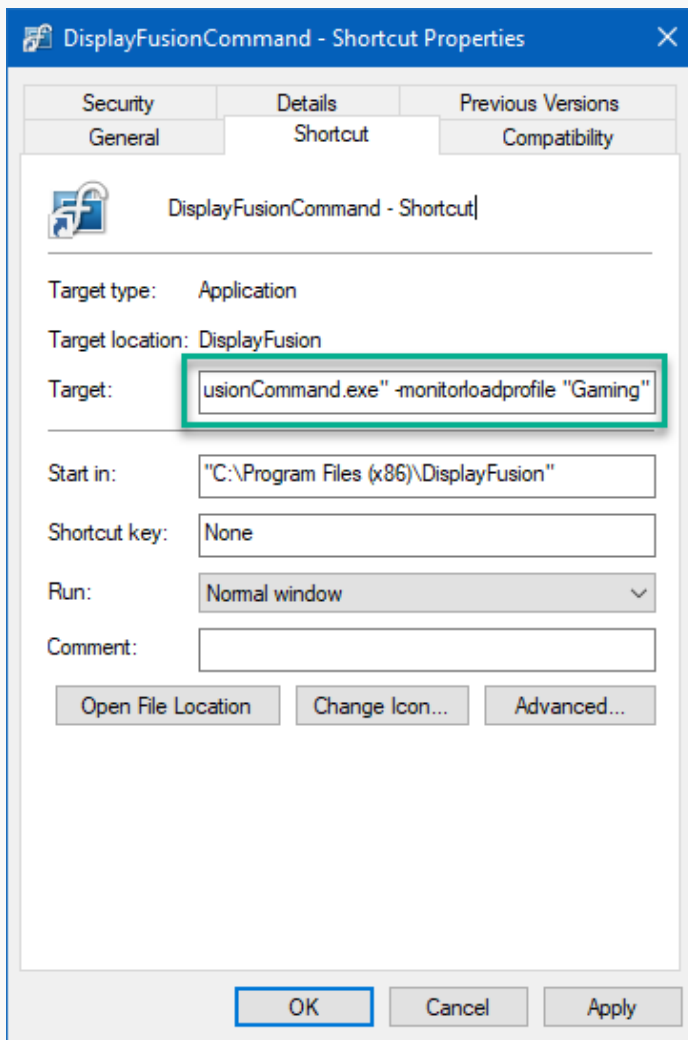 DisplayFusionCommand - Shortcut Properties
Security Details Previous Versions
General Shortcut Compatibility
DisplayFusionCommand - Shortcut
Target type: Application
Target location: DisplayFusion
Target: usionCommand.exe" -monitorloadprofile "Gaming"
Start in: "C:\Program Files (x86)\DisplayFusion"
Shortcut key: None
Run: Normal window
Comment:
Open File Location Change Icon... Advanced...
OK Cancel Apply